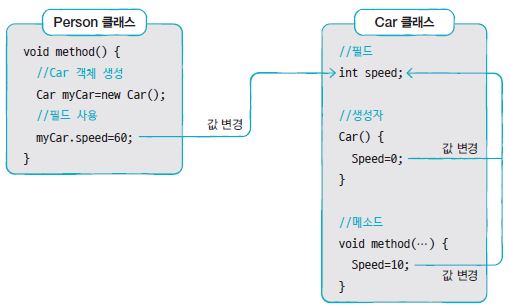 Person 클래스
void method() {
//Car 객체 생성
Car myCar=new Car();
//필드 사용
myCar.speed=60;
}
값 변경
Car 클래스
//필드
int speed;
//생성자
Car() {
Speed=0;
값 변경
}
//메소드
void method(…) {
Speed=10;
값 변경
}